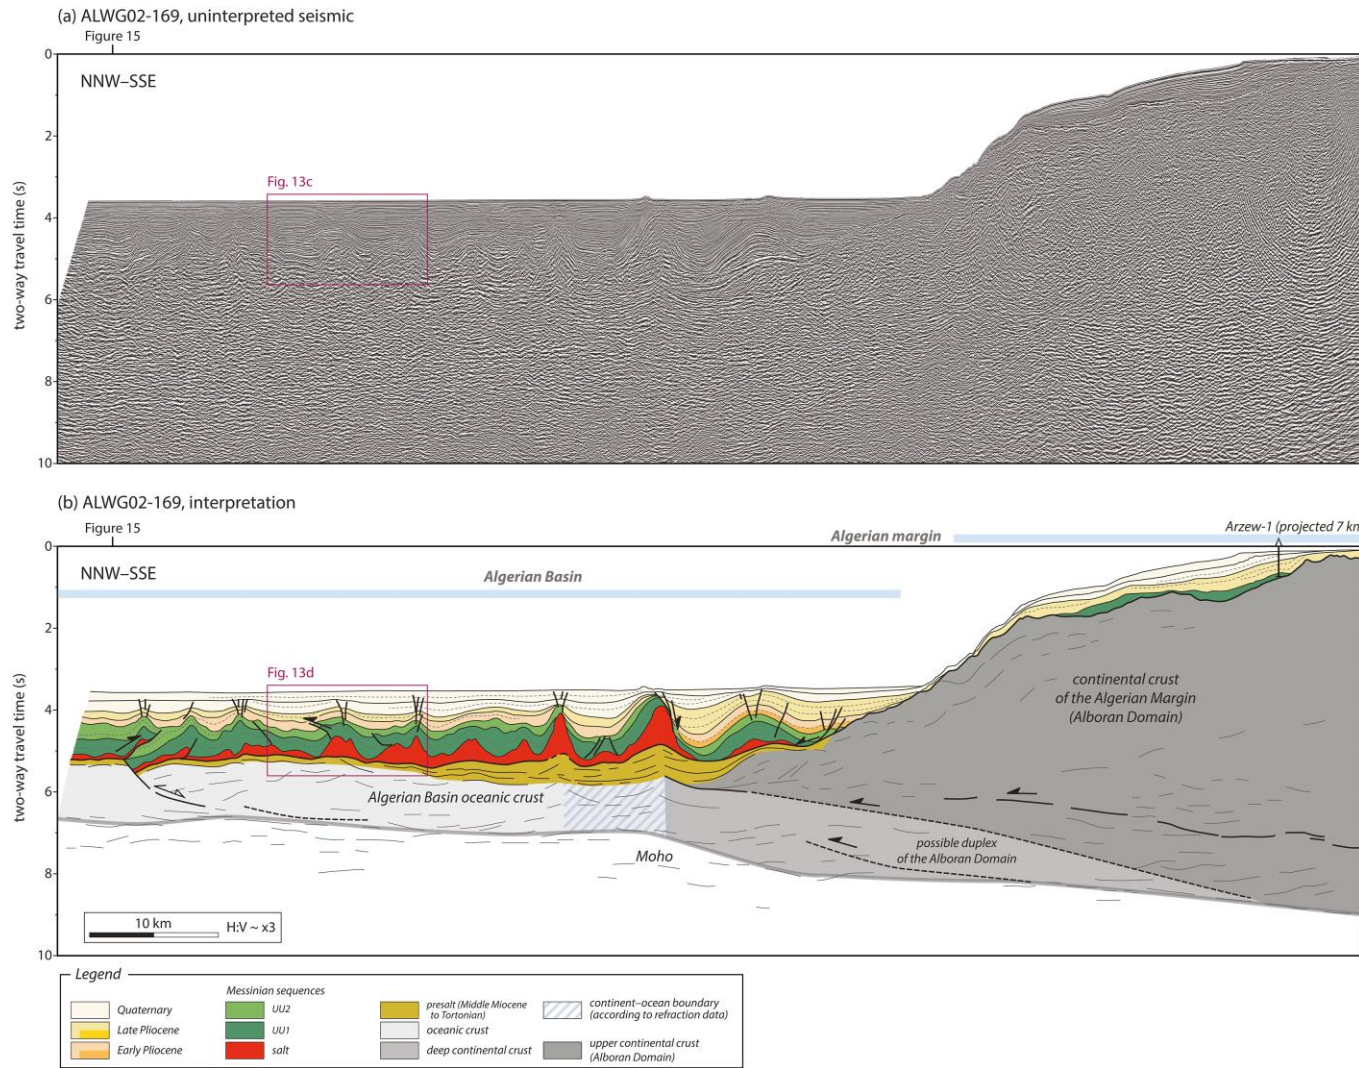 (a) ALWG02-169, uninterpreted seismic
Figure 15
NNW–SSE
Fig. 13c
two-way travel time (s)
0
2
4
6
8
10
(b) ALWG02-169, interpretation
Figure 15
Algerian margin
Arzew-1 (projected 7 km
NNW–SSE
Algerian Basin
Fig. 13d
continental crust
of the Algerian Margin
(Alboran Domain)
two-way travel time (s)
0
2
4
6
8
10
Algerian Basin oceanic crust
possible duplex
of the Alboran Domain
Moho
10 km
H:V ~ x3
Legend
Messinian sequences
Quaternary
Late Pliocene
Early Pliocene
UU2
UU1
salt
presalt (Middle Miocene
to Tortonian)
oceanic crust
deep continental crust
continent–ocean boundary
(according to refraction data)
upper continental crust
(Alboran Domain)